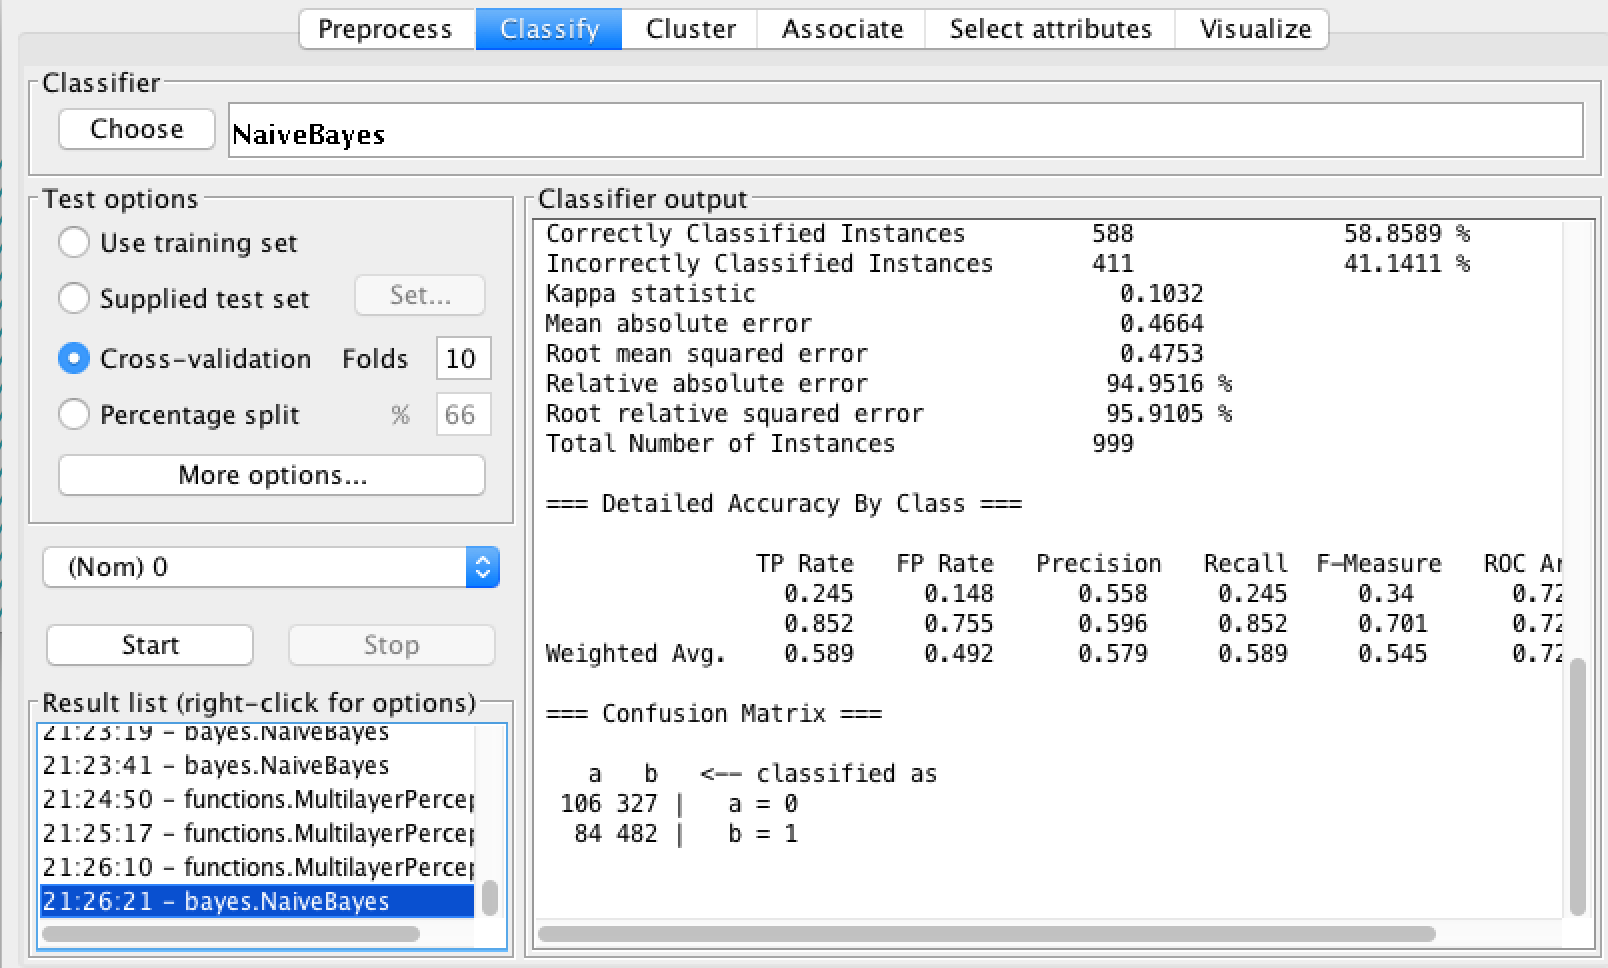 Preprocess Classify Cluster Associate Select attributes Visualize
Classifier
Choose NaiveBayes
Test options
Use training set
Supplied test set Set...
Cross-validation Folds 10
Percentage split % 66
More options...
(Nom) 0
Start Stop
Result list (right-click for options)
21:23:19 - bayes.NaiveBayes
21:23:41 - bayes.NaiveBayes
21:24:50 - functions.MultilayerPercep
21:25:17 - functions.MultilayerPercep
21:26:10 - functions.MultilayerPercep
21:26:21 - bayes.NaiveBayes
Classifier output
Correctly Classified Instances 588 58.8589 %
Incorrectly Classified Instances 411 41.1411 %
Kappa statistic 0.1032
Mean absolute error 0.4664
Root mean squared error 0.4753
Relative absolute error 94.9516 %
Root relative squared error 95.9105 %
Total Number of Instances 999
=== Detailed Accuracy By Class ===
TP Rate FP Rate Precision Recall F-Measure ROC Ar
0.245 0.148 0.558 0.245 0.34 0.72
0.852 0.755 0.596 0.852 0.701 0.72
Weighted Avg. 0.589 0.492 0.579 0.589 0.545 0.72
=== Confusion Matrix ===
a b <-- classified as
106 327 | a = 0
84 482 | b = 1